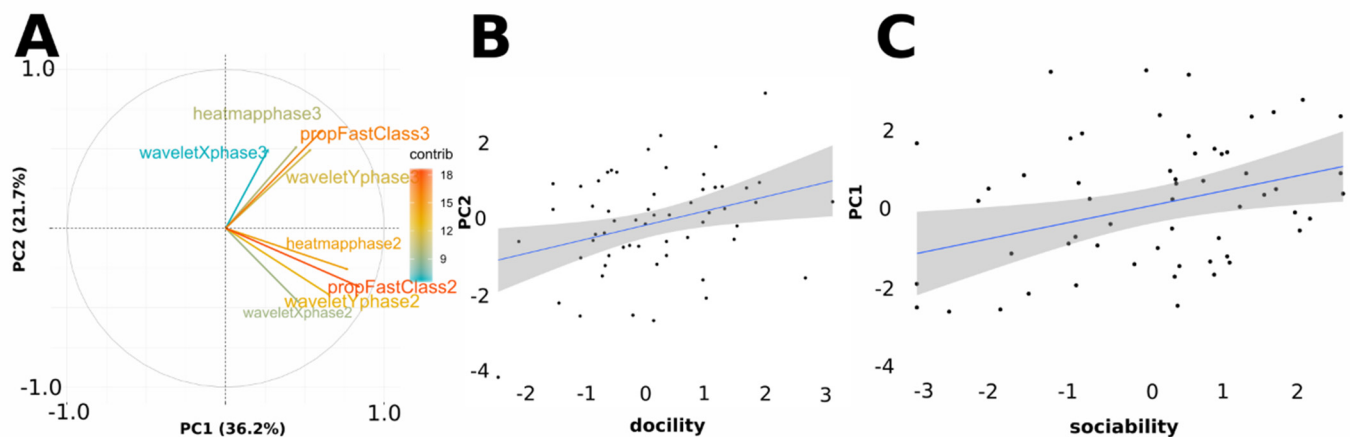 A
1.0
heatmapphase3
propFastClass3
waveletXphase3
waveletYphase3
contrib
18
15
12
9
heatmapphase2
propFastClass2
waveletYphase2
waveletXphase2
PC2 (21.7%)
-1.0
-1.0
1.0
PC1 (36.2%)
B
PC2
2
0
-2
-4
-2
-1
0
1
2
3
docility
C
PC1
2
0
-2
-4
-3
-2
-1
0
1
2
sociability